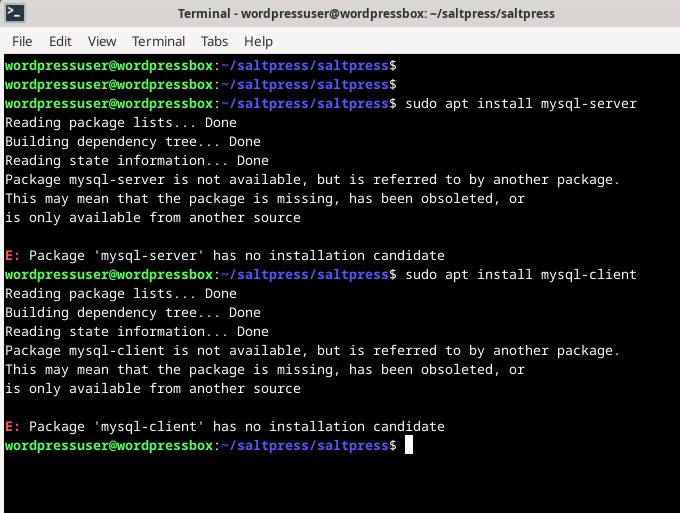 Terminal - wordpressuser@wordpressbox: ~/saltpress/saltpress
File Edit View Terminal Tabs Help
wordpressuser@wordpressbox:~/saltpress/saltpress$
wordpressuser@wordpressbox:~/saltpress/saltpress$
wordpressuser@wordpressbox:~/saltpress/saltpress$ sudo apt install mysql-server
Reading package lists... Done
Building dependency tree... Done
Reading state information... Done
Package mysql-server is not available, but is referred to by another package.
This may mean that the package is missing, has been obsoleted, or
is only available from another source

E: Package 'mysql-server' has no installation candidate
wordpressuser@wordpressbox:~/saltpress/saltpress$ sudo apt install mysql-client
Reading package lists... Done
Building dependency tree... Done
Reading state information... Done
Package mysql-client is not available, but is referred to by another package.
This may mean that the package is missing, has been obsoleted, or
is only available from another source

E: Package 'mysql-client' has no installation candidate
wordpressuser@wordpressbox:~/saltpress/saltpress$